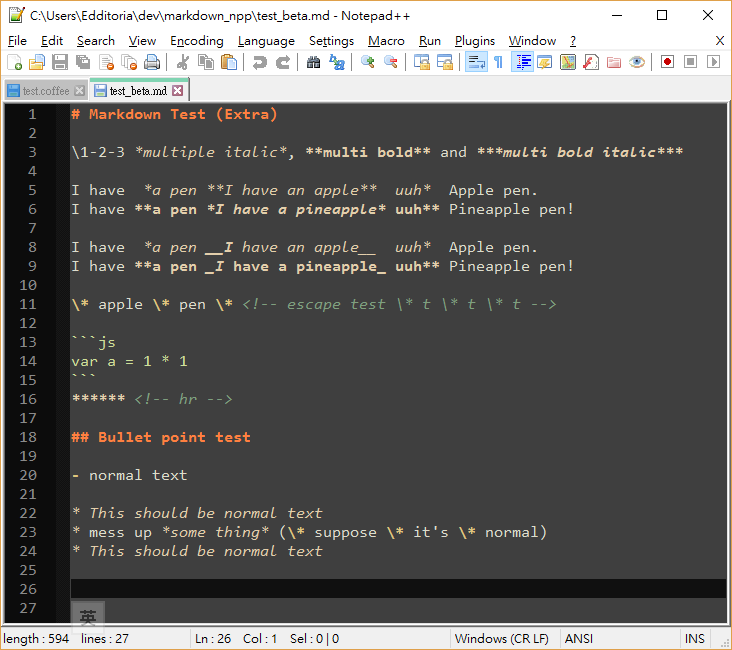 C:\Users\Edditoria\dev\markdown_npp\test_beta.md - Notepad++
File Edit Search View Encoding Language Settings Macro Run Plugins Window ? X
test.coffee test_beta.md
1 # Markdown Test (Extra)
2
3 \1-2-3 *multiple italic*, **multi bold** and ***multi bold italic***
4
5 I have  *a pen **I have an apple**  uuh*  Apple pen.
6 I have **a pen *I have a pineapple* uuh** Pineapple pen!
7
8 I have  *a pen __I have an apple__  uuh*  Apple pen.
9 I have **a pen _I have a pineapple_ uuh** Pineapple pen!
10
11 \* apple \* pen \* <!-- escape test \* t \* t \* t -->
12
13 ```js
14 var a = 1 * 1
15 ```
16 ****** <!-- hr -->
17
18 ## Bullet point test
19
20 - normal text
21
22 * This should be normal text
23 * mess up *some thing* (\* suppose \* it's \* normal)
24 * This should be normal text
25
26
27
英
length : 594 lines : 27 Ln : 26 Col : 1 Sel : 0 | 0 Windows (CR LF) ANSI INS